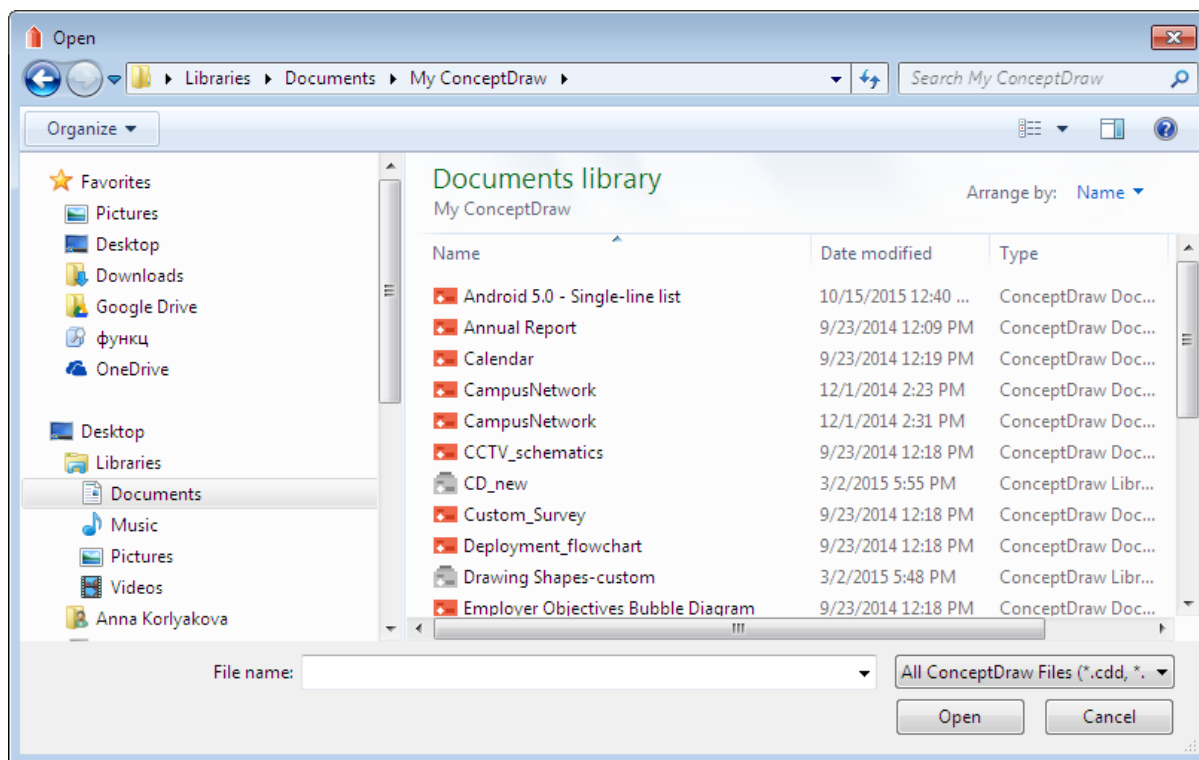 Open
Libraries Documents My ConceptDraw
Search My ConceptDraw
Organize
Favorites
Pictures
Desktop
Downloads
Google Drive
функц
OneDrive
Desktop
Libraries
Documents
Music
Pictures
Videos
Anna Korlyakova
Documents library
My ConceptDraw
Arrange by: Name
Name Date modified Type
Android 5.0 - Single-line list 10/15/2015 12:40 ... ConceptDraw Doc...
Annual Report 9/23/2014 12:09 PM ConceptDraw Doc...
Calendar 9/23/2014 12:19 PM ConceptDraw Doc...
CampusNetwork 12/1/2014 2:23 PM ConceptDraw Doc...
CampusNetwork 12/1/2014 2:31 PM ConceptDraw Doc...
CCTV_schematics 9/23/2014 12:18 PM ConceptDraw Doc...
CD_new 3/2/2015 5:55 PM ConceptDraw Libr...
Custom_Survey 9/23/2014 12:18 PM ConceptDraw Doc...
Deployment_flowchart 9/23/2014 12:18 PM ConceptDraw Doc...
Drawing Shapes-custom 3/2/2015 5:48 PM ConceptDraw Libr...
Employer Objectives Bubble Diagram 9/23/2014 12:18 PM ConceptDraw Doc...
File name:
All ConceptDraw Files (*.cdd, *.
Open Cancel